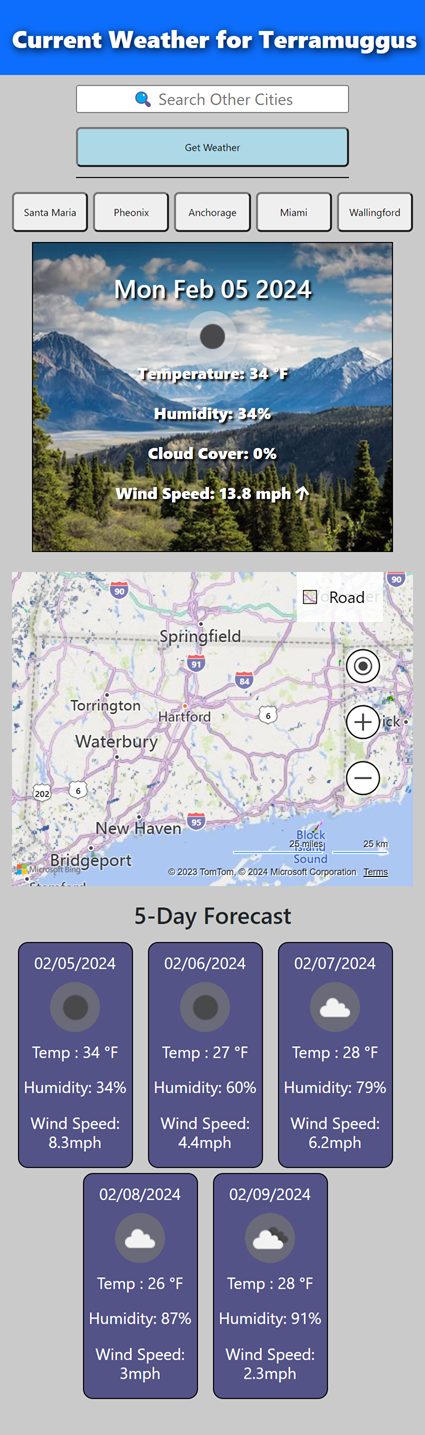 Current Weather for Terramuggus
🔍 Search Other Cities
Get Weather
Santa Maria
Pheonix
Anchorage
Miami
Wallingford
Mon Feb 05 2024
Temperature: 34 °F
Humidity: 34%
Cloud Cover: 0%
Wind Speed: 13.8 mph ↑
90
90
Road
Springfield
91
84
Torrington
Hartford
6
ick
Waterbury
202
6
95
New Haven
Block
Island
Sound
25 miles
25 km
Bridgeport
Microsoft Bing
© 2023 TomTom, © 2024 Microsoft Corporation Terms
Stamford
5-Day Forecast
02/05/2024
Temp : 34 °F
Humidity: 34%
Wind Speed:
8.3mph
02/06/2024
Temp : 27 °F
Humidity: 60%
Wind Speed:
4.4mph
02/07/2024
Temp : 28 °F
Humidity: 79%
Wind Speed:
6.2mph
02/08/2024
Temp : 26 °F
Humidity: 87%
Wind Speed:
3mph
02/09/2024
Temp : 28 °F
Humidity: 91%
Wind Speed:
2.3mph